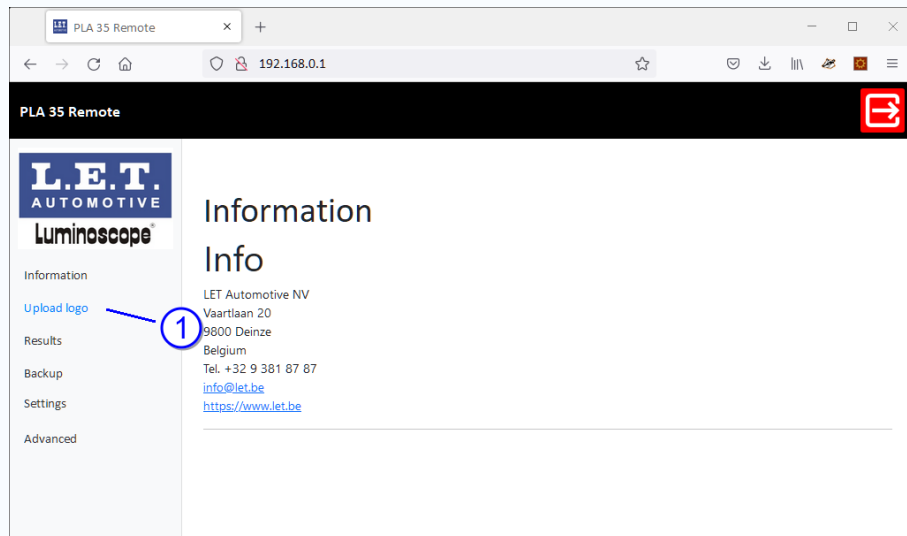 PLA 35 Remote
192.168.0.1
PLA 35 Remote
L.E.T.
AUTOMOTIVE
Luminoscope®
Information
Upload logo
Results
Backup
Settings
Advanced
1
Information
Info
LET Automotive NV
Vaartlaan 20
9800 Deinze
Belgium
Tel. +32 9 381 87 87
info@let.be
https://www.let.be